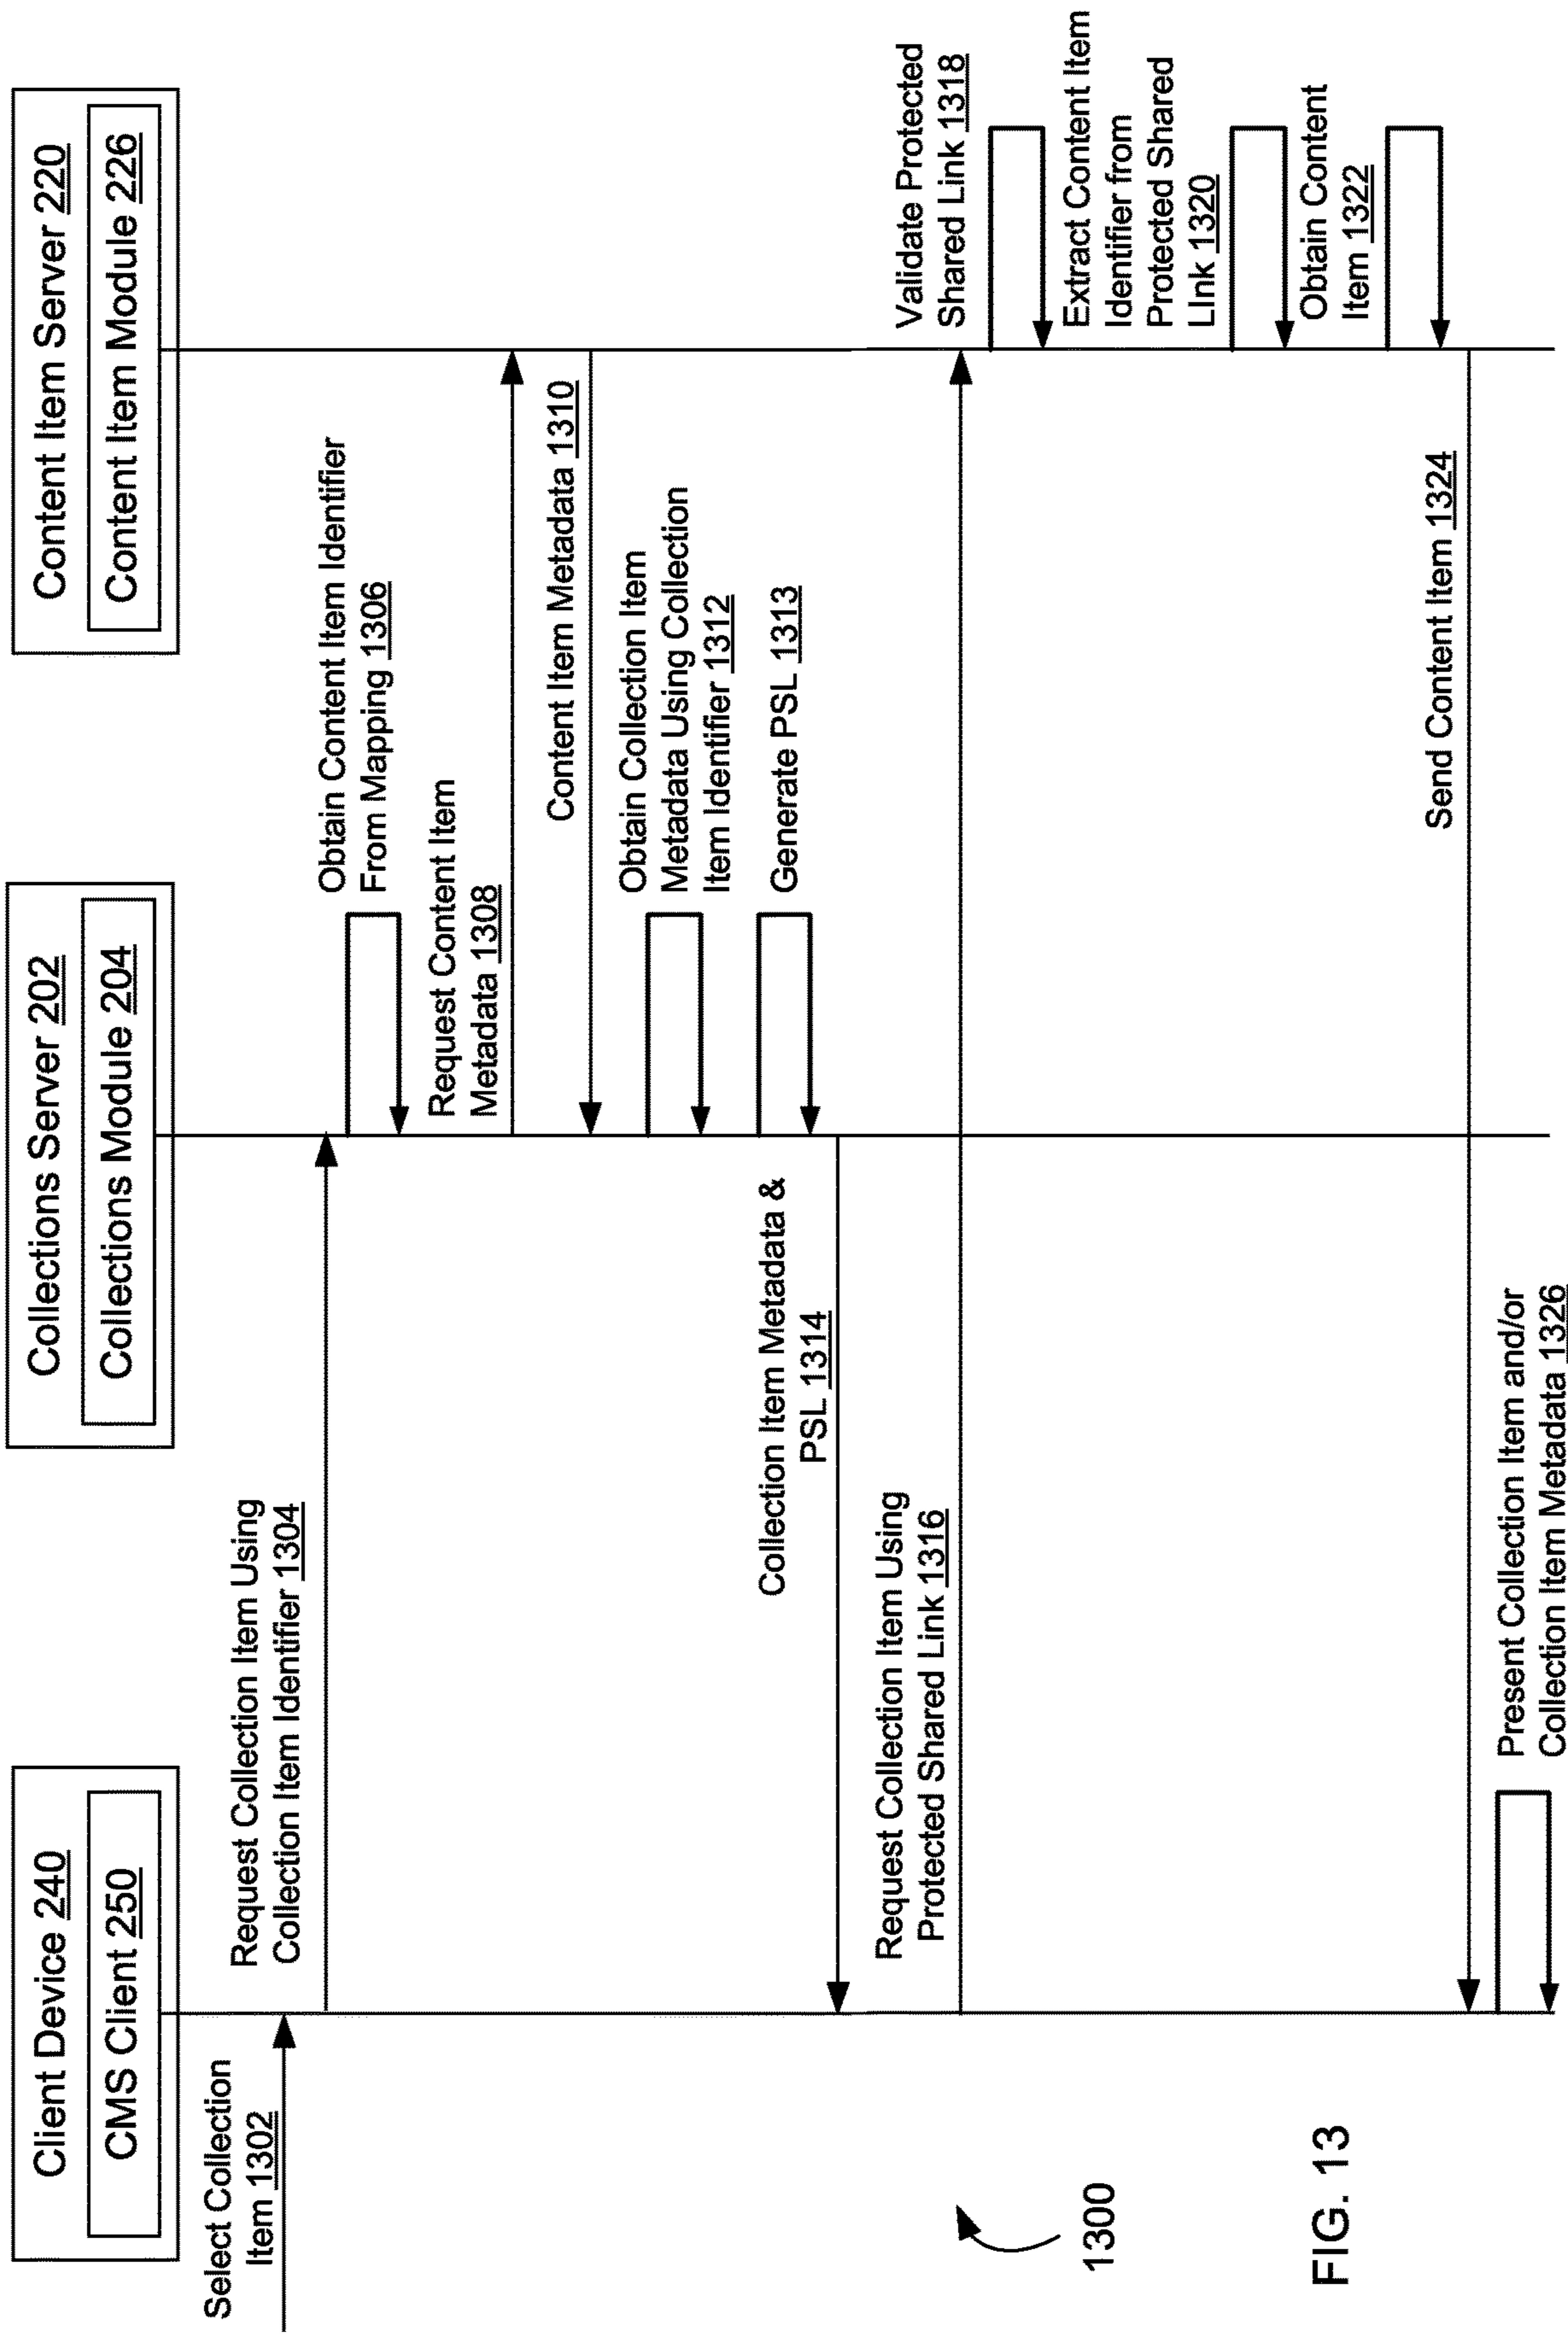 Client Device 240
CMS Client 250
Collections Server 202
Collections Module 204
Content Item Server 220
Content Item Module 226
Select Collection
Item 1302
Request Collection Item Using
Collection Item Identifier 1304
Obtain Content Item Identifier
From Mapping 1306
Request Content Item
Metadata 1308
Content Item Metadata 1310
Obtain Collection Item
Metadata Using Collection
Item Identifier 1312
Generate PSL 1313
Collection Item Metadata &
PSL 1314
Request Collection Item Using
Protected Shared Link 1316
Validate Protected
Shared Link 1318
Extract Content Item
Identifier from
Protected Shared
LInk 1320
Obtain Content
Item 1322
Send Content Item 1324
Present Collection Item and/or
Collection Item Metadata 1326
1300
FIG. 13